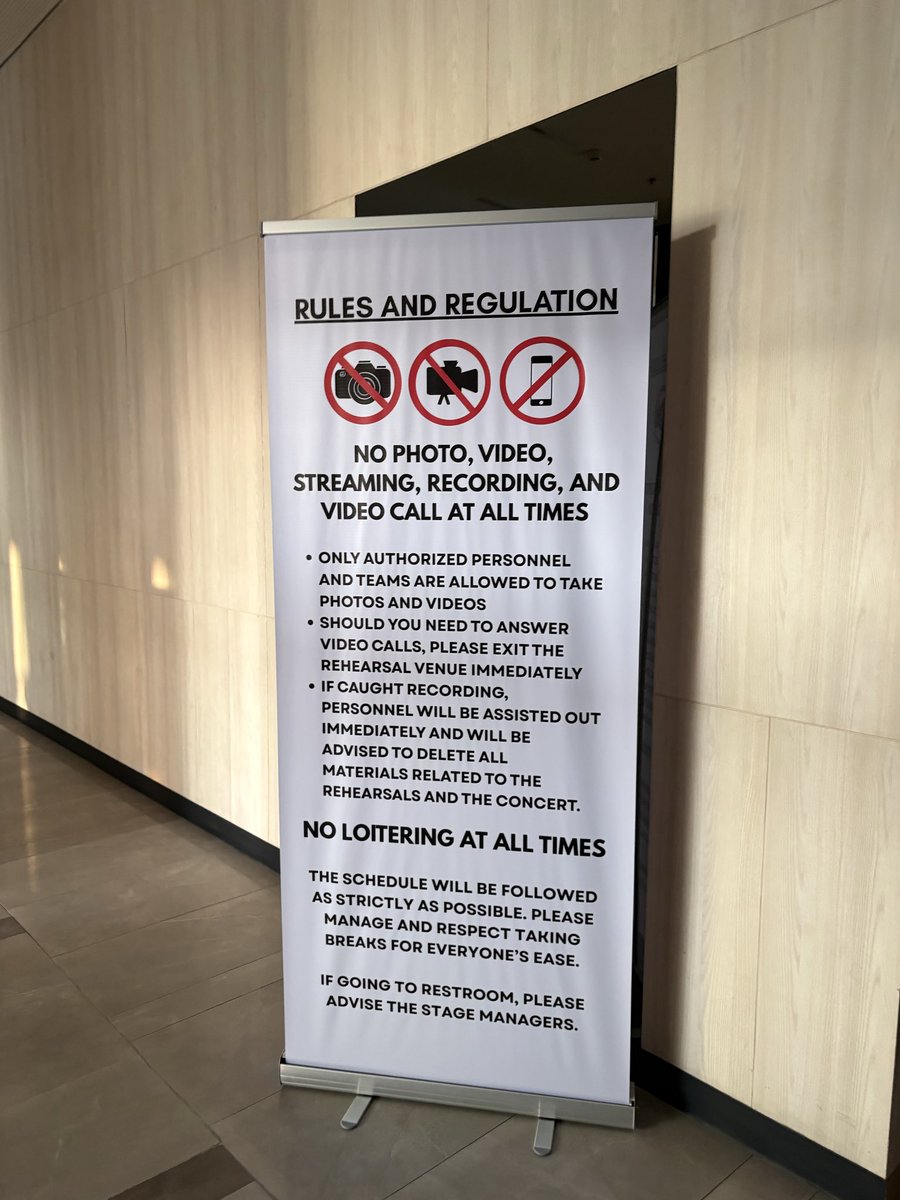 RULES AND REGULATION
NO PHOTO, VIDEO,
STREAMING, RECORDING, AND
VIDEO CALL AT ALL TIMES
• ONLY AUTHORIZED PERSONNEL
AND TEAMS ARE ALLOWED TO TAKE
PHOTOS AND VIDEOS
• SHOULD YOU NEED TO ANSWER
VIDEO CALLS, PLEASE EXIT THE
REHEARSAL VENUE IMMEDIATELY
• IF CAUGHT RECORDING,
PERSONNEL WILL BE ASSISTED OUT
IMMEDIATELY AND WILL BE
ADVISED TO DELETE ALL
MATERIALS RELATED TO THE
REHEARSALS AND THE CONCERT.
NO LOITERING AT ALL TIMES
THE SCHEDULE WILL BE FOLLOWED
AS STRICTLY AS POSSIBLE. PLEASE
MANAGE AND RESPECT TAKING
BREAKS FOR EVERYONE'S EASE.
IF GOING TO RESTROOM, PLEASE
ADVISE THE STAGE MANAGERS.